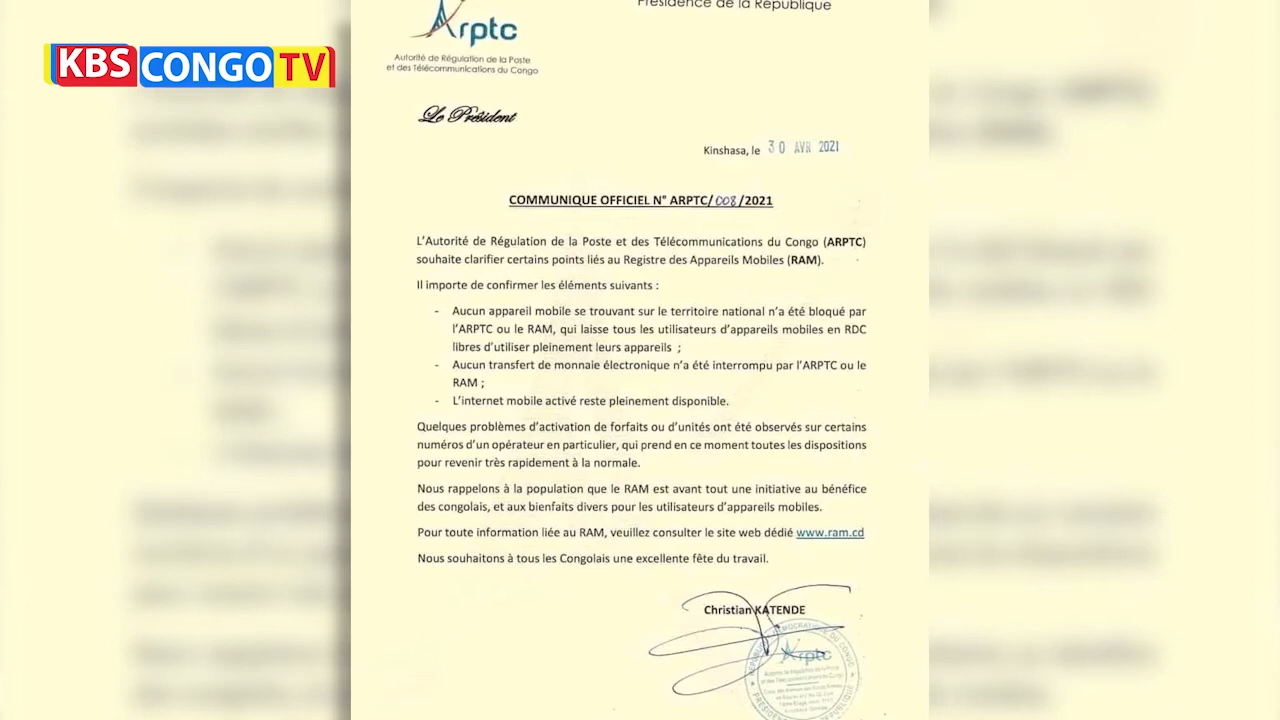 Présidence de la République
KBS CONGO TV
Arptc
Autorité de Régulation de la Poste
et des Télécommunications du Congo
Le Président
Kinshasa, le 30 AVR 2021
COMMUNIQUE OFFICIEL N° ARPTC/008/2021
L'Autorité de Régulation de la Poste et des Télécommunications du Congo (ARPTC)
souhaite clarifier certains points liés au Registre des Appareils Mobiles (RAM).
Il importe de confirmer les éléments suivants :
- Aucun appareil mobile se trouvant sur le territoire national n'a été bloqué par
l'ARPTC ou le RAM, qui laisse tous les utilisateurs d'appareils mobiles en RDC
libres d'utiliser pleinement leurs appareils ;
- Aucun transfert de monnaie électronique n'a été interrompu par l'ARPTC ou le
RAM ;
- L'internet mobile activé reste pleinement disponible.
Quelques problèmes d'activation de forfaits ou d'unités ont été observés sur certains
numéros d'un opérateur en particulier, qui prend en ce moment toutes les dispositions
pour revenir très rapidement à la normale.
Nous rappelons à la population que le RAM est avant tout une initiative au bénéfice
des congolais, et aux bienfaits divers pour les utilisateurs d'appareils mobiles.
Pour toute information liée au RAM, veuillez consulter le site web dédié www.ram.cd
Nous souhaitons à tous les Congolais une excellente fête du travail.
Christian KATENDE
Arptc